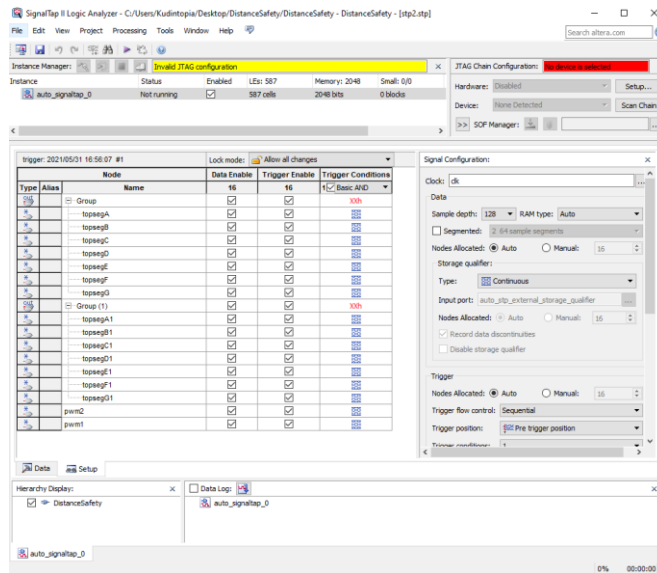 SignalTap II Logic Analyzer - C:/Users/Kudintopia/Desktop/DistanceSafety/DistanceSafety - DistanceSafety - [stp2.stp]
File Edit View Project Processing Tools Window Help
Search altera.com
Instance Manager: Invalid JTAG configuration
JTAG Chain Configuration: No device is selected
Instance Status Enabled LEs: 587 Memory: 2048 Small: 0/0
auto_signaltap_0 Not running 587 cells 2048 bits 0 blocks
Hardware: Disabled Setup...
Device: None Detected Scan Chain
>> SOF Manager: ...
trigger: 2021/05/31 16:56:07 #1 Lock mode: Allow all changes
Node Data Enable Trigger Enable Trigger Conditions
Type Alias Name 16 16 1 Basic AND
Group XXh
topsegA
topsegB
topsegC
topsegD
topsegE
topsegF
topsegG
Group (1) XXh
topsegA1
topsegB1
topsegC1
topsegD1
topsegE1
topsegF1
topsegG1
pwm2
pwm1
Signal Configuration:
Clock: clk ...
Data
Sample depth: 128 RAM type: Auto
Segmented: 2 64 sample segments
Nodes Allocated: Auto Manual: 16
Storage qualifier:
Type: Continuous
Input port: auto_stp_external_storage_qualifier ...
Nodes Allocated: Auto Manual: 16
Record data discontinuities
Disable storage qualifier
Trigger
Nodes Allocated: Auto Manual: 16
Trigger flow control: Sequential
Trigger position: Pre trigger position
Trigger conditions: 1
Data Setup
Hierarchy Display: Data Log:
DistanceSafety auto_signaltap_0
auto_signaltap_0
0% 00:00:00